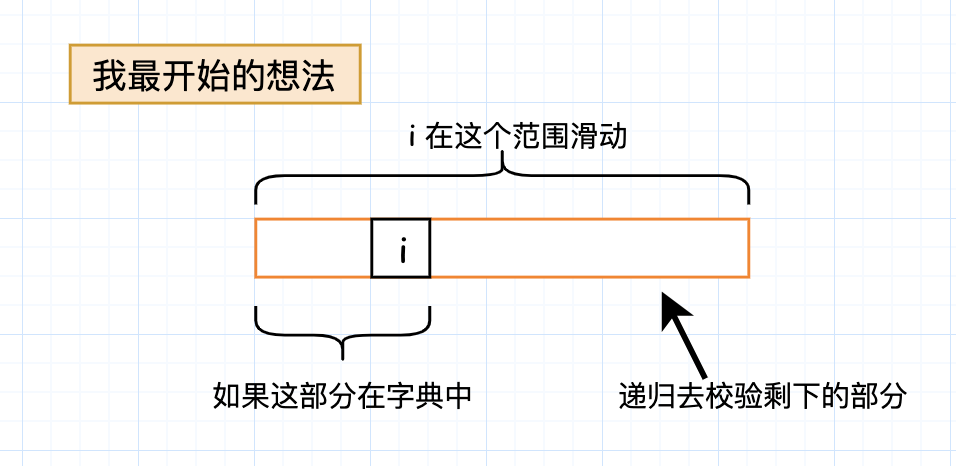 我最开始的想法
i 在这个范围滑动
i
如果这部分在字典中
递归去校验剩下的部分